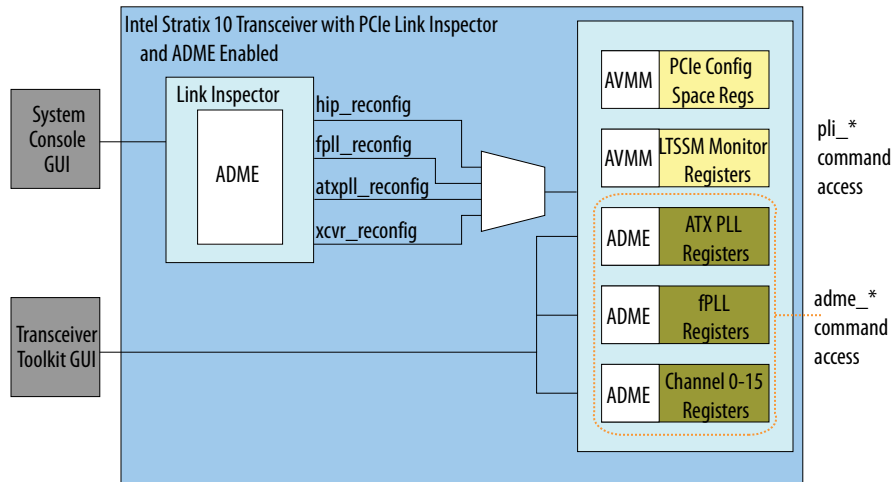 Intel Stratix 10 Transceiver with PCIe Link Inspector
and ADME Enabled
System
Console
GUI
Link Inspector
ADME
hip_reconfig
fpll_reconfig
atxpll_reconfig
xcvr_reconfig
Transceiver
Toolkit GUI
AVMM
PCIe Config
Space Regs
AVMM
LTSSM Monitor
Registers
ADME
ATX PLL
Registers
ADME
fPLL
Registers
ADME
Channel 0-15
Registers
pli_*
command
access
adme_*
command
access